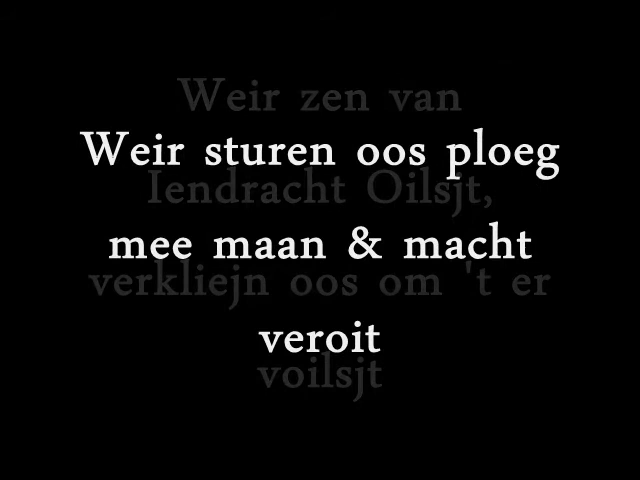 Weir zen van
Weir sturen oos ploeg
Iendracht Oilsjt,
mee maan & macht
verkliejn oos om 't er
veroit
voilsjt